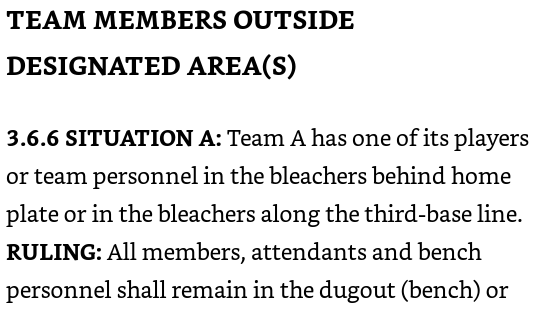 TEAM MEMBERS OUTSIDE
DESIGNATED AREA(S)
3.6.6 SITUATION A: Team A has one of its players
or team personnel in the bleachers behind home
plate or in the bleachers along the third-base line.
RULING: All members, attendants and bench
personnel shall remain in the dugout (bench) or